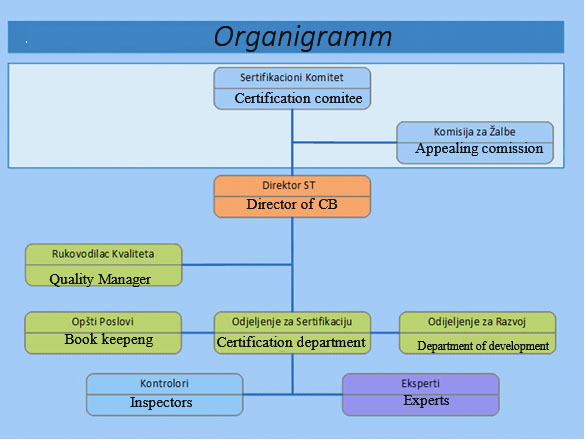 Organigramm
Sertifikacioni Komitet
Certification comitee
Komisija za Žalbe
Appealing comission
Direktor ST
Director of CB
Rukovodilac Kvaliteta
Quality Manager
Opšti Poslovi
Book keepeng
Odjeljenje za Sertifikaciju
Certification department
Odijeljenje za Razvoj
Department of development
Kontrolori
Inspectors
Eksperti
Experts